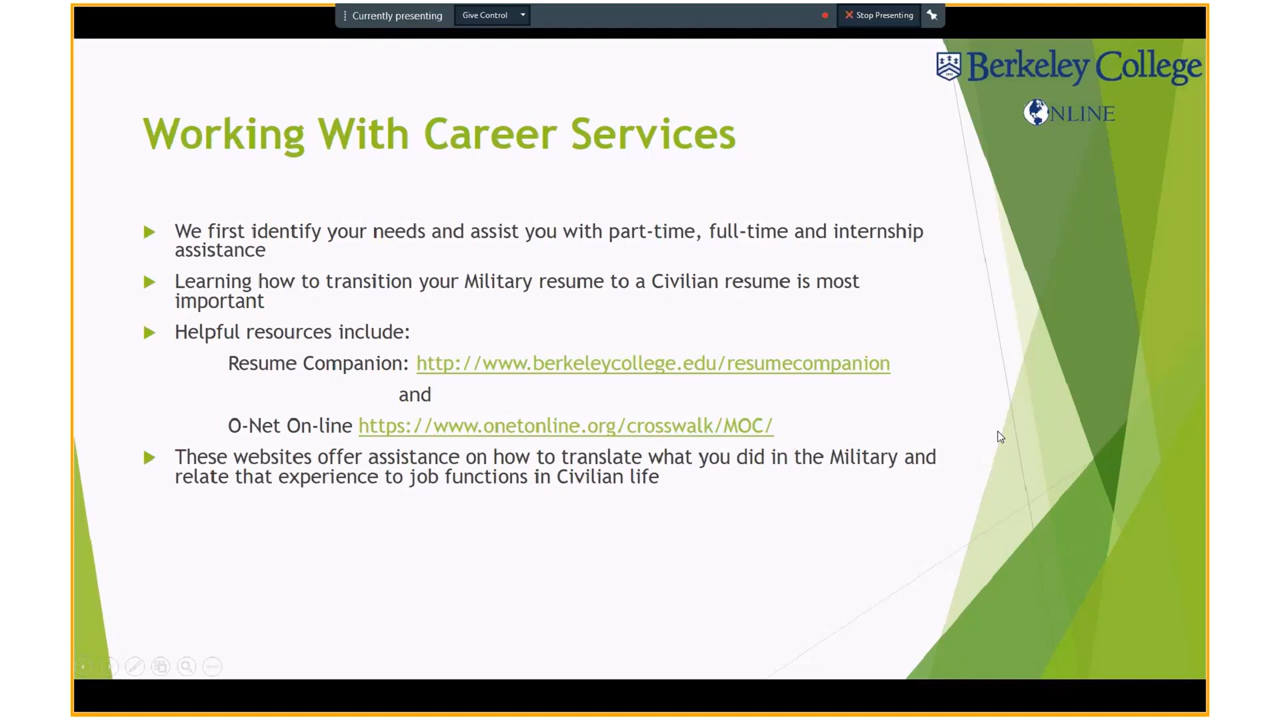 Currently presenting Give Control Stop Presenting
Berkeley College
ONLINE
Working With Career Services
We first identify your needs and assist you with part-time, full-time and internship
assistance
Learning how to transition your Military resume to a Civilian resume is most
important
Helpful resources include:
Resume Companion: http://www.berkeleycollege.edu/resumecompanion
and
O-Net On-line https://www.onetonline.org/crosswalk/MOC/
These websites offer assistance on how to translate what you did in the Military and
relate that experience to job functions in Civilian life